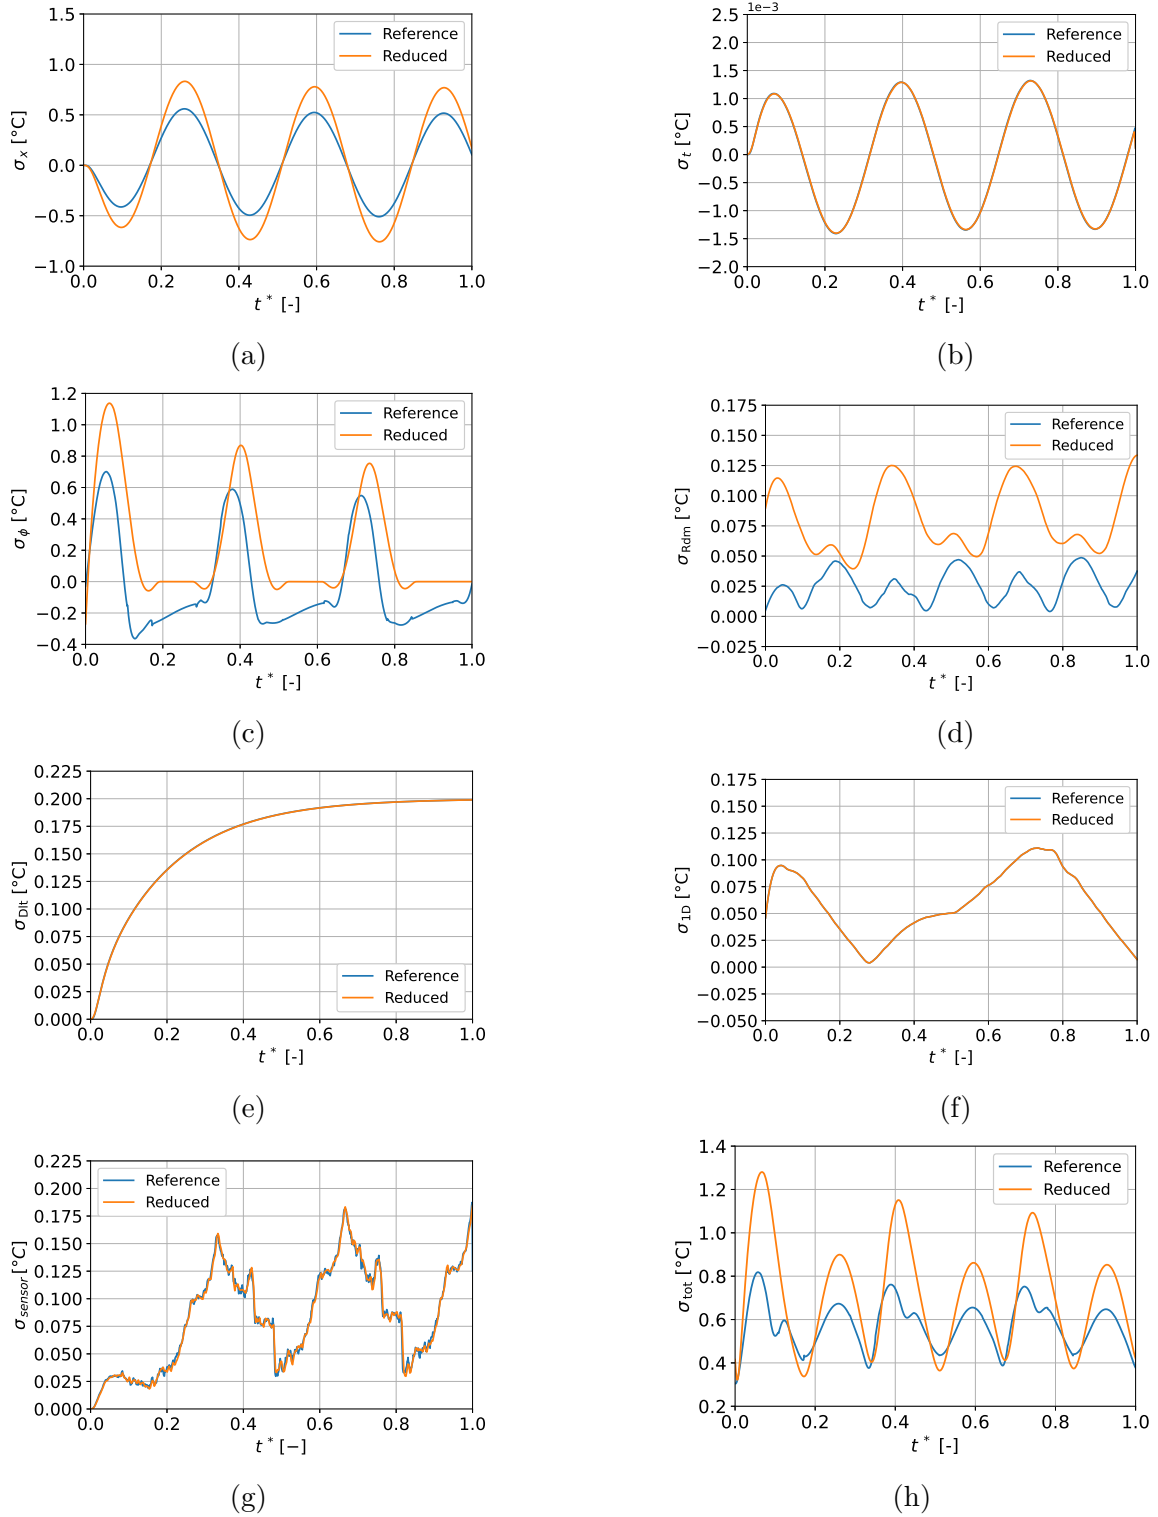 1.5
1.0
0.5
0.0
−0.5
−1.0
σx [°C]
Reference
Reduced
0.0 0.2 0.4 0.6 0.8 1.0
t* [-]
(a)
1e−3
2.5
2.0
1.5
1.0
0.5
0.0
−0.5
−1.0
−1.5
−2.0
σt [°C]
Reference
Reduced
0.0 0.2 0.4 0.6 0.8 1.0
t* [-]
(b)
1.2
1.0
0.8
0.6
0.4
0.2
0.0
−0.2
−0.4
σϕ [°C]
Reference
Reduced
0.0 0.2 0.4 0.6 0.8 1.0
t* [-]
(c)
0.175
0.150
0.125
0.100
0.075
0.050
0.025
0.000
−0.025
σRdm [°C]
Reference
Reduced
0.0 0.2 0.4 0.6 0.8 1.0
t* [-]
(d)
0.225
0.200
0.175
0.150
0.125
0.100
0.075
0.050
0.025
0.000
σDlt [°C]
Reference
Reduced
0.0 0.2 0.4 0.6 0.8 1.0
t* [-]
(e)
0.175
0.150
0.125
0.100
0.075
0.050
0.025
0.000
−0.025
−0.050
σ1D [°C]
Reference
Reduced
0.0 0.2 0.4 0.6 0.8 1.0
t* [-]
(f)
0.225
0.200
0.175
0.150
0.125
0.100
0.075
0.050
0.025
0.000
σsensor [°C]
Reference
Reduced
0.0 0.2 0.4 0.6 0.8 1.0
t* [−]
(g)
1.4
1.2
1.0
0.8
0.6
0.4
0.2
σtot [°C]
Reference
Reduced
0.0 0.2 0.4 0.6 0.8 1.0
t* [-]
(h)